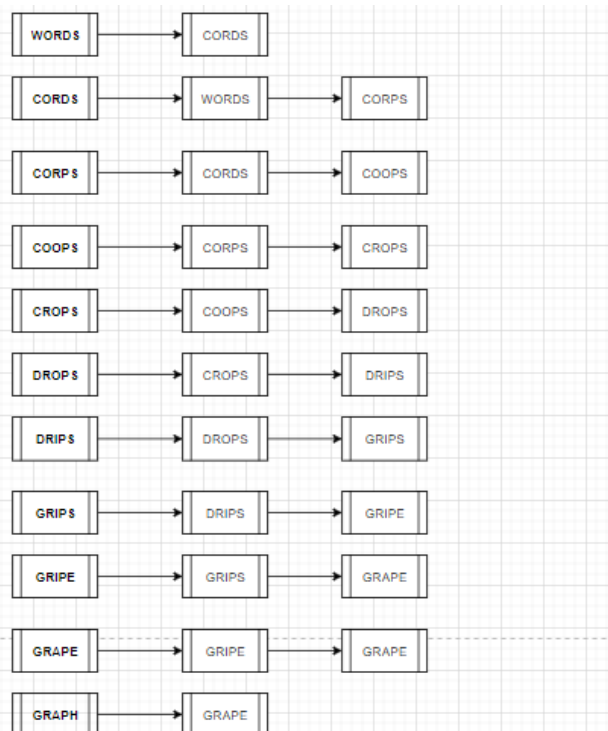 WORDS CORDS
CORDS WORDS CORPS
CORPS CORDS COOPS
COOPS CORPS CROPS
CROPS COOPS DROPS
DROPS CROPS DRIPS
DRIPS DROPS GRIPS
GRIPS DRIPS GRIPE
GRIPE GRIPS GRAPE
GRAPE GRIPE GRAPE
GRAPH GRAPE